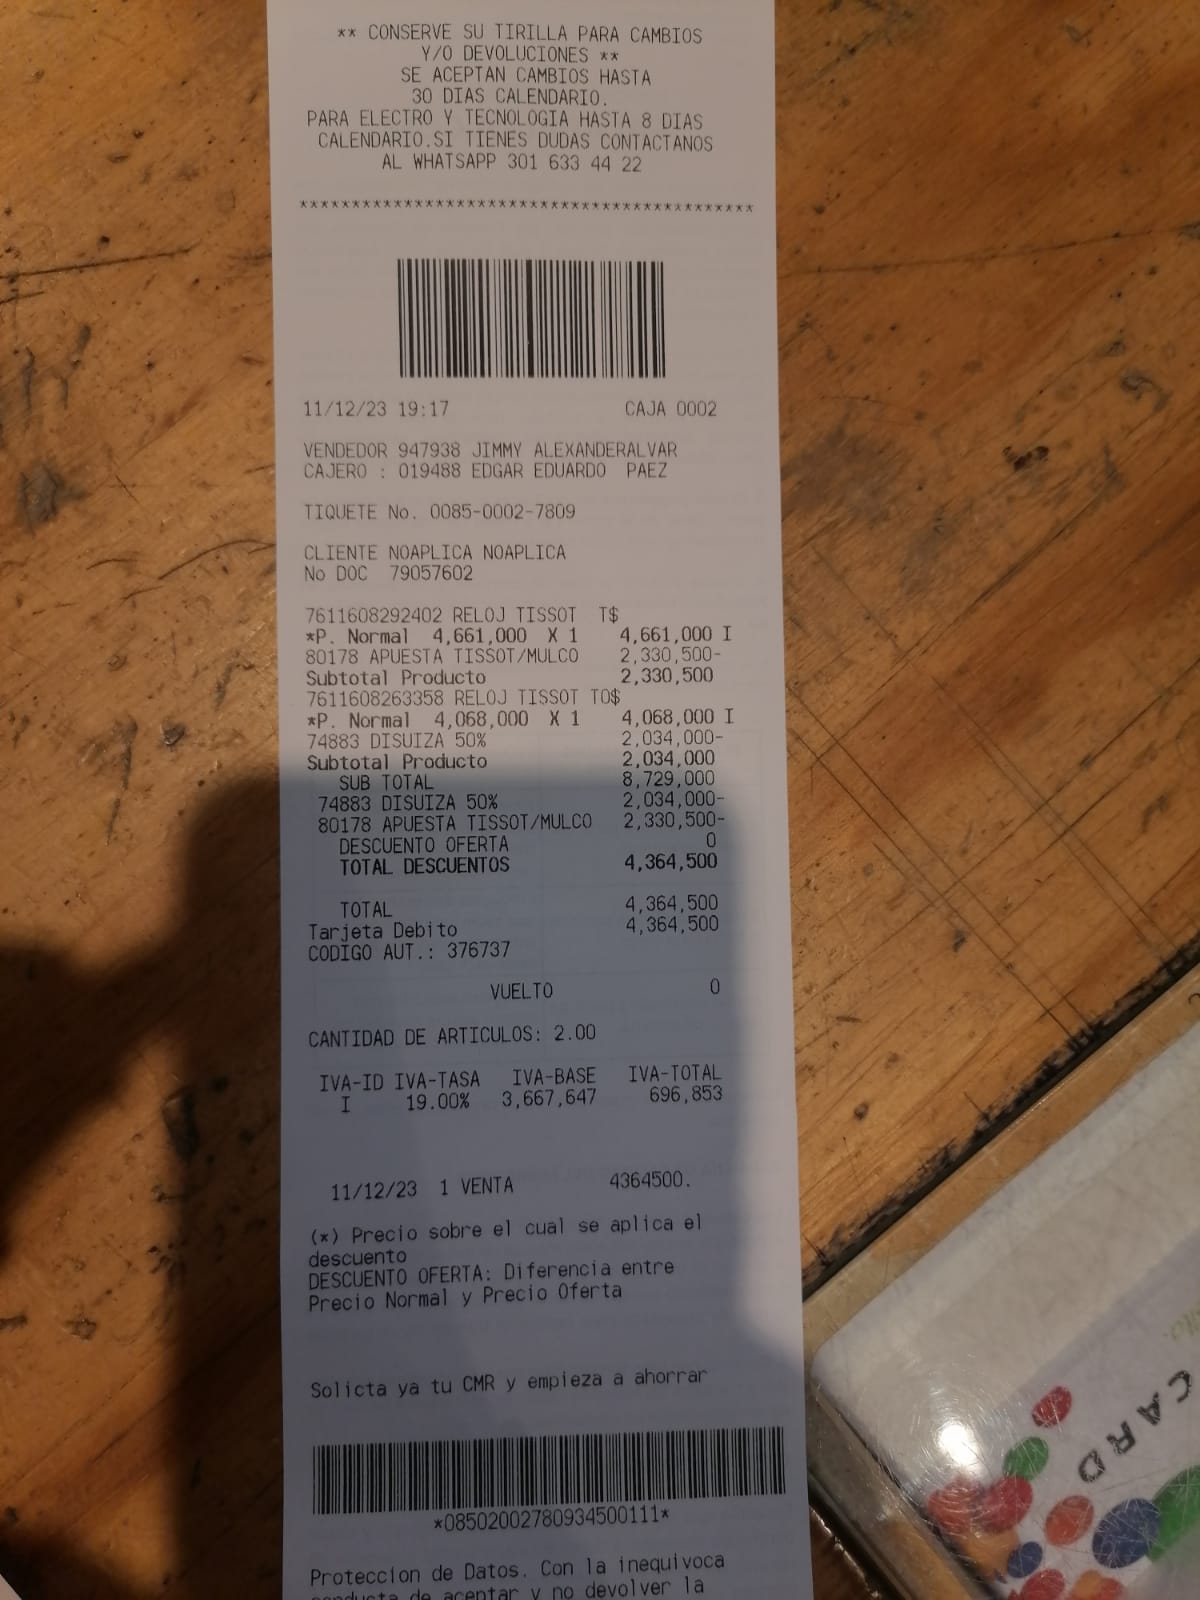 ** CONSERVE SU TIRILLA PARA CAMBIOS
Y/O DEVOLUCIONES **
SE ACEPTAN CAMBIOS HASTA
30 DIAS CALENDARIO.
PARA ELECTRO Y TECNOLOGIA HASTA 8 DIAS
CALENDARIO.SI TIENES DUDAS CONTACTANOS
AL WHATSAPP 301 633 44 22
********************************************
11/12/23 19:17 CAJA 0002
VENDEDOR 947938 JIMMY ALEXANDERALVAR
CAJERO : 019488 EDGAR EDUARDO PAEZ
TIQUETE No. 0085-0002-7809
CLIENTE NOAPLICA NOAPLICA
No DOC 79057602
7611608292402 RELOJ TISSOT T$
*P. Normal 4,661,000 X 1 4,661,000 I
80178 APUESTA TISSOT/MULCO 2,330,500-
Subtotal Producto 2,330,500
7611608263358 RELOJ TISSOT TO$
*P. Normal 4,068,000 X 1 4,068,000 I
74883 DISUIZA 50% 2,034,000-
Subtotal Producto 2,034,000
SUB TOTAL 8,729,000
74883 DISUIZA 50% 2,034,000-
80178 APUESTA TISSOT/MULCO 2,330,500-
DESCUENTO OFERTA 0
TOTAL DESCUENTOS 4,364,500
TOTAL 4,364,500
Tarjeta Debito 4,364,500
CODIGO AUT.: 376737
VUELTO 0
CANTIDAD DE ARTICULOS: 2.00
IVA-ID IVA-TASA IVA-BASE IVA-TOTAL
I 19.00% 3,667,647 696,853
11/12/23 1 VENTA 4364500.
(*) Precio sobre el cual se aplica el
descuento
DESCUENTO OFERTA: Diferencia entre
Precio Normal y Precio Oferta
Solicta ya tu CMR y empieza a ahorrar
*08502002780934500111*
Proteccion de Datos. Con la inequivoca
conducta de aceptar y no devolver la
CARD